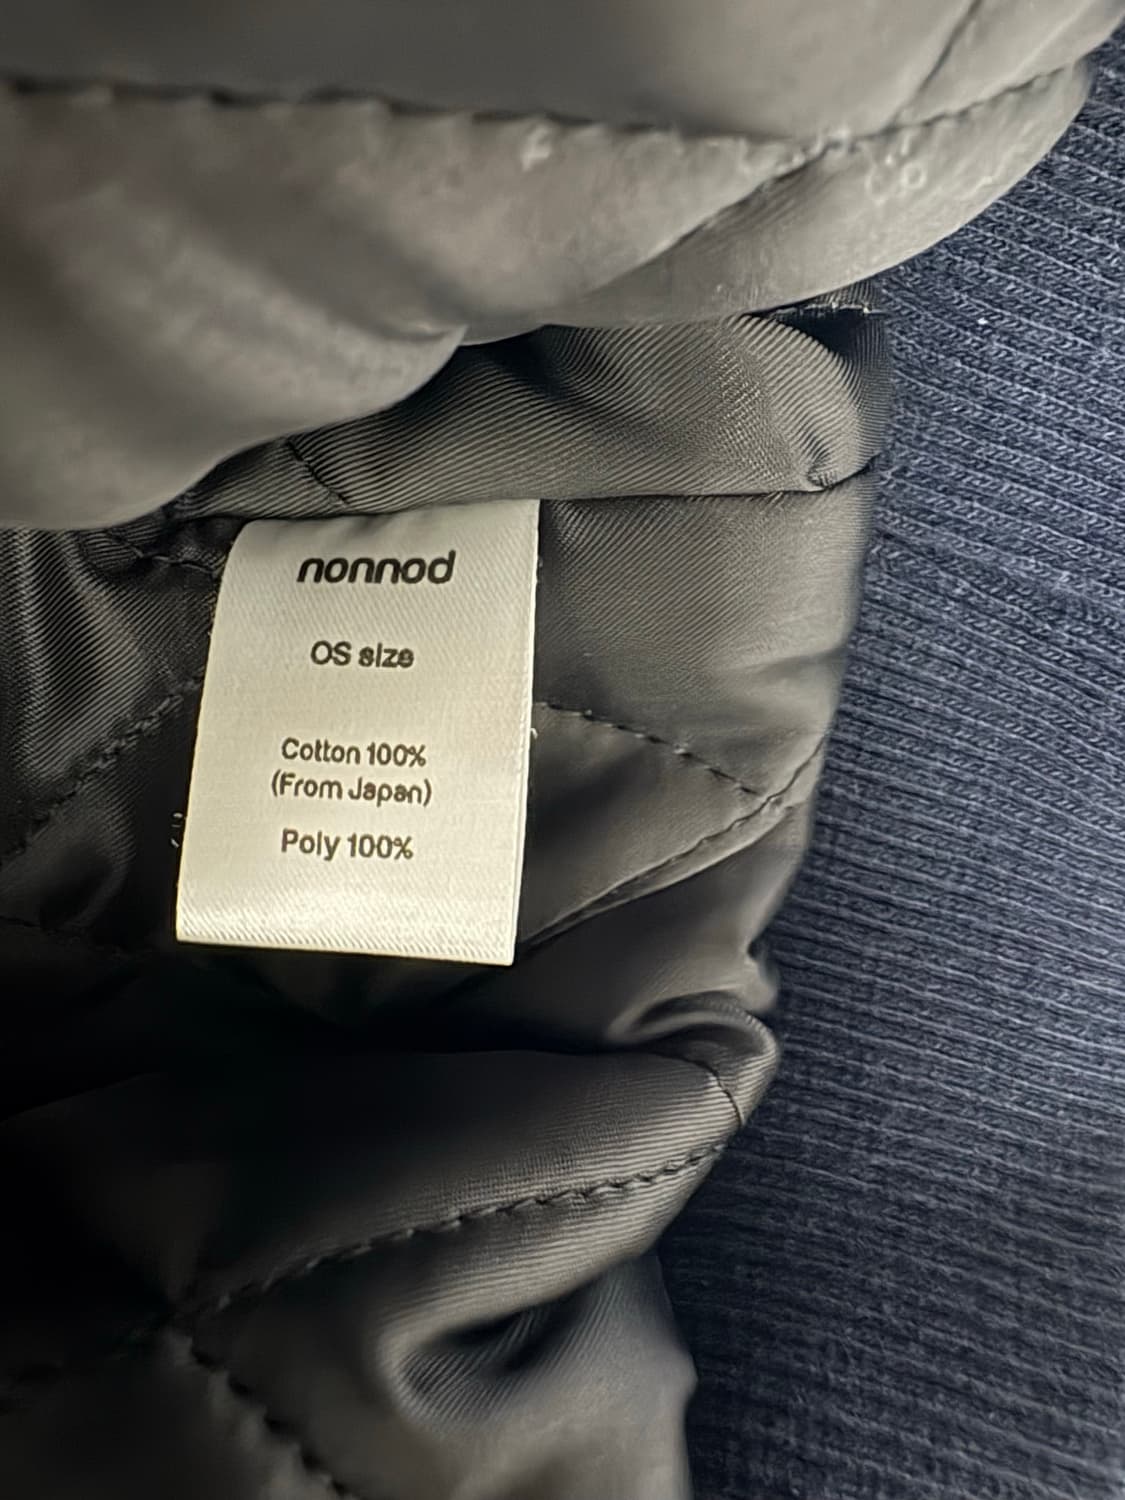 nonnod
OS size
Cotton 100%
(From Japan)
Poly 100%